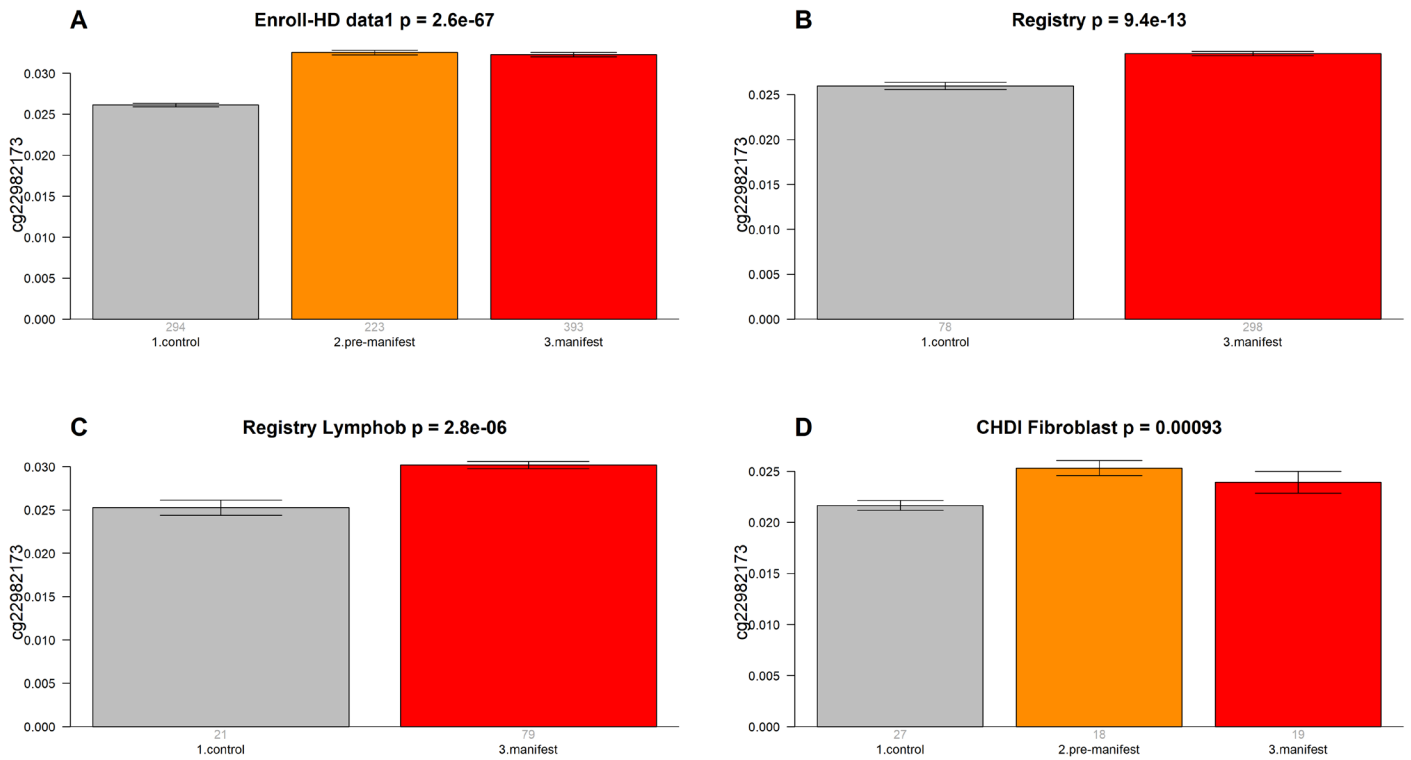 A
Enroll-HD data1 p = 2.6e-67
cg22982173
0.030
0.025
0.020
0.015
0.010
0.005
0.000
294
223
393
1.control
2.pre-manifest
3.manifest
B
Registry p = 9.4e-13
cg22982173
0.025
0.020
0.015
0.010
0.005
0.000
78
298
1.control
3.manifest
C
Registry Lymphob p = 2.8e-06
cg22982173
0.030
0.025
0.020
0.015
0.010
0.005
0.000
21
79
1.control
3.manifest
D
CHDI Fibroblast p = 0.00093
cg22982173
0.025
0.020
0.015
0.010
0.005
0.000
27
18
19
1.control
2.pre-manifest
3.manifest